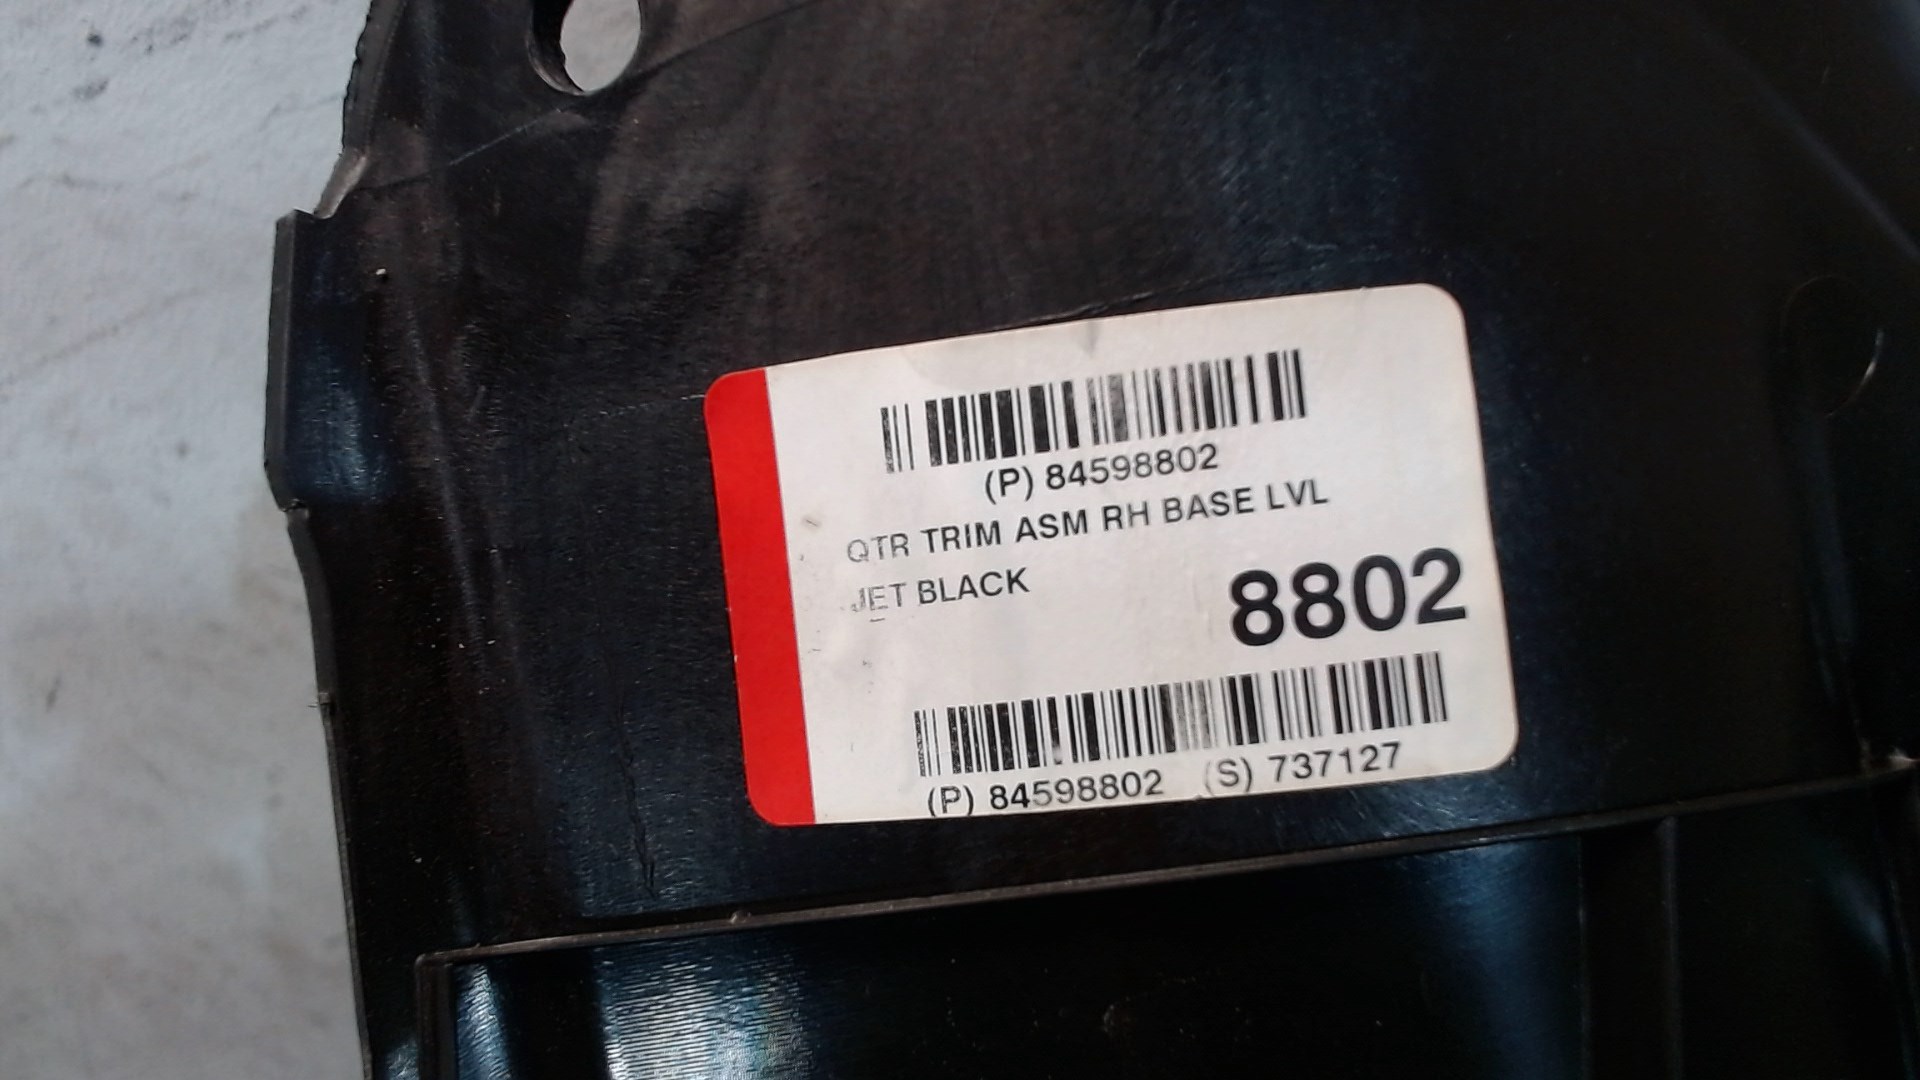 (P) 84598802
QTR TRIM ASM RH BASE LVL
JET BLACK
8802
(P) 84598802 (S) 737127